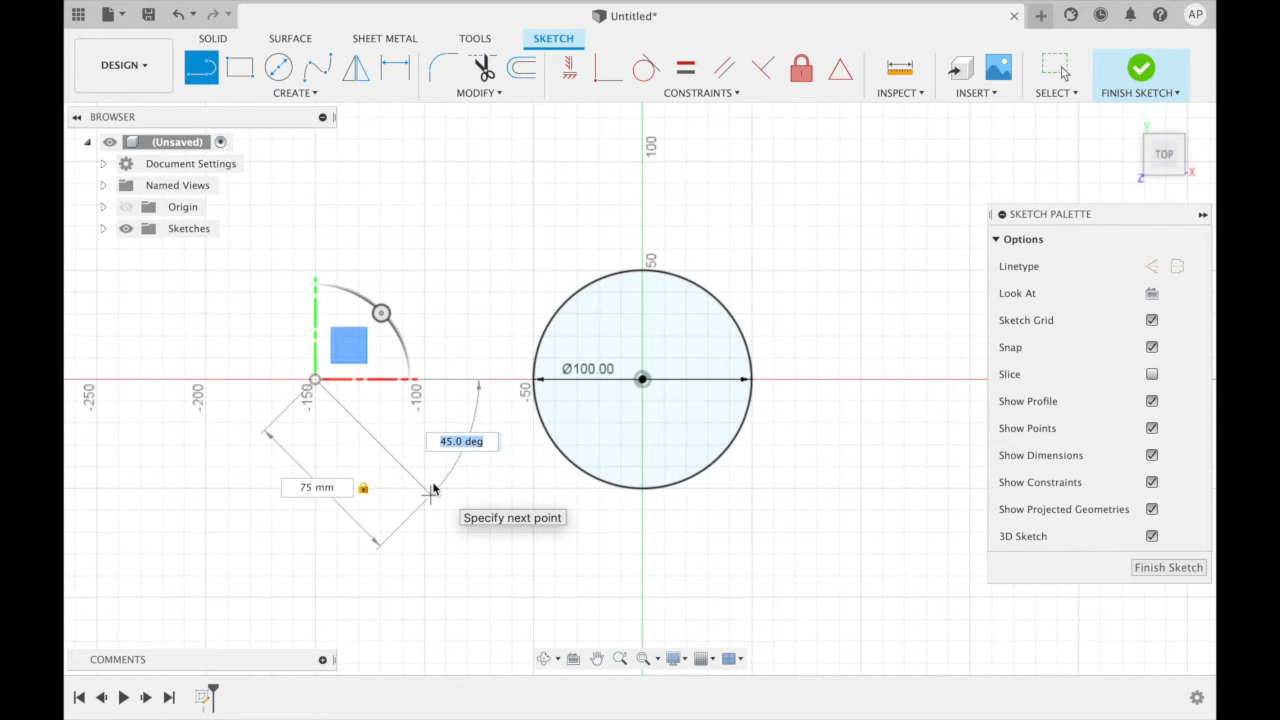 Untitled*
AP
SOLID
SURFACE
SHEET METAL
TOOLS
SKETCH
DESIGN
CREATE
MODIFY
CONSTRAINTS
INSPECT
INSERT
SELECT
FINISH SKETCH
BROWSER
(Unsaved)
Document Settings
Named Views
Origin
Sketches
100
50
-50
-100
-150
-200
-250
Ø100.00
45.0 deg
75 mm
Specify next point
Y
TOP
X
Z
SKETCH PALETTE
Options
Linetype
Look At
Sketch Grid
Snap
Slice
Show Profile
Show Points
Show Dimensions
Show Constraints
Show Projected Geometries
3D Sketch
Finish Sketch
COMMENTS